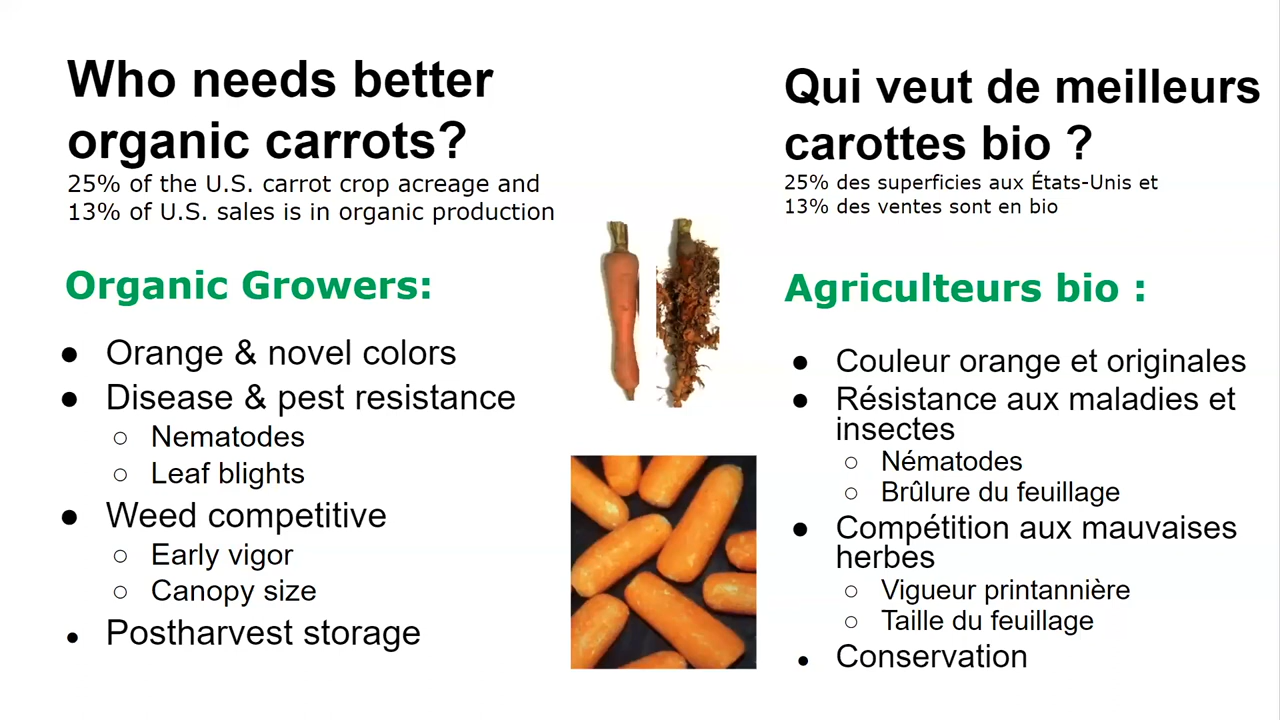 Who needs better
organic carrots?
25% of the U.S. carrot crop acreage and
13% of U.S. sales is in organic production
Organic Growers:
● Orange & novel colors
● Disease & pest resistance
○ Nematodes
○ Leaf blights
● Weed competitive
○ Early vigor
○ Canopy size
● Postharvest storage
Qui veut de meilleurs
carottes bio ?
25% des superficies aux États-Unis et
13% des ventes sont en bio
Agriculteurs bio :
● Couleur orange et originales
● Résistance aux maladies et
insectes
○ Nématodes
○ Brûlure du feuillage
● Compétition aux mauvaises
herbes
○ Vigueur printannière
○ Taille du feuillage
● Conservation